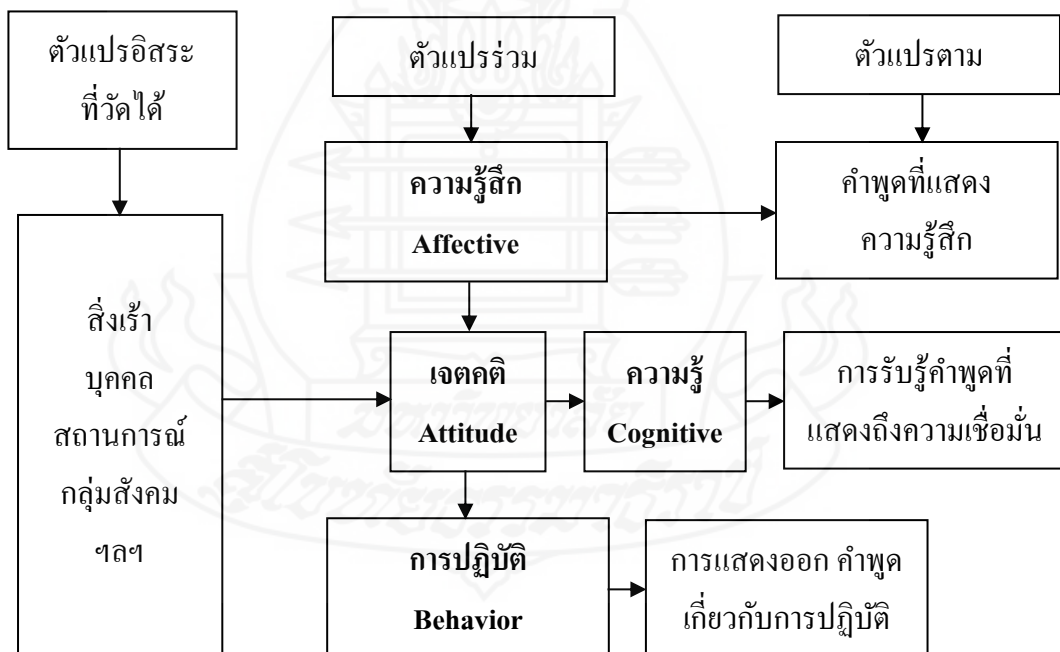 ตัวแปรอิสระ
ที่วัดได้
ตัวแปรร่วม
ตัวแปรตาม
ความรู้สึก
Affective
คำพูดที่แสดง
ความรู้สึก
สิ่งเร้า
บุคคล
สถานการณ์
กลุ่มสังคม
ฯลฯ
เจตคติ
Attitude
ความรู้
Cognitive
การรับรู้คำพูดที่
แสดงถึงความเชื่อมั่น
การปฏิบัติ
Behavior
การแสดงออก คำพูด
เกี่ยวกับการปฏิบัติ